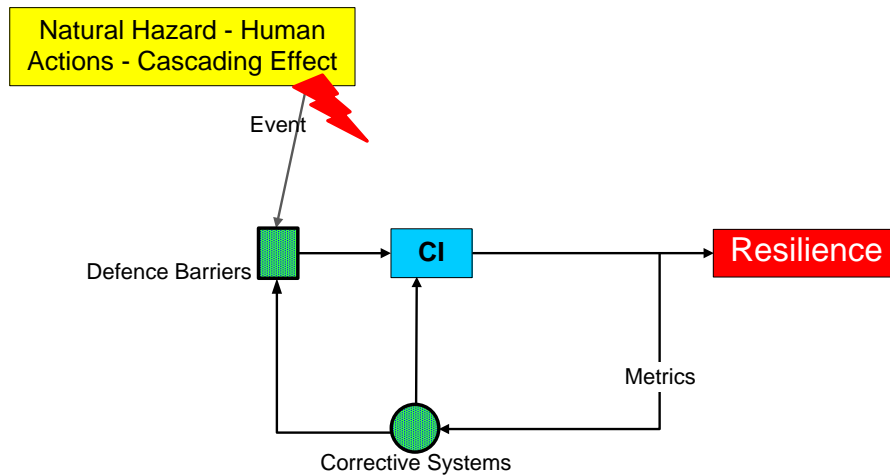 Natural Hazard - Human
Actions - Cascading Effect
Event
CI
Resilience
Defence Barriers
Metrics
Corrective Systems